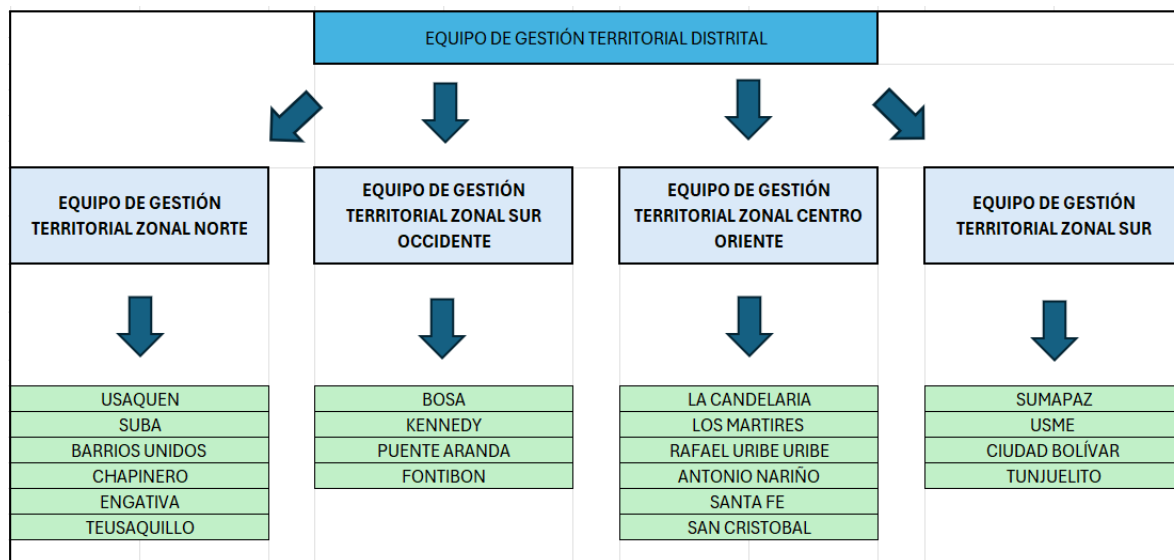 EQUIPO DE GESTIÓN TERRITORIAL DISTRITAL
EQUIPO DE GESTIÓN
TERRITORIAL ZONAL NORTE
EQUIPO DE GESTIÓN
TERRITORIAL ZONAL SUR
OCCIDENTE
EQUIPO DE GESTIÓN
TERRITORIAL ZONAL CENTRO
ORIENTE
EQUIPO DE GESTIÓN
TERRITORIAL ZONAL SUR
USAQUEN
SUBA
BARRIOS UNIDOS
CHAPINERO
ENGATIVA
TEUSAQUILLO
BOSA
KENNEDY
PUENTE ARANDA
FONTIBON
LA CANDELARIA
LOS MARTIRES
RAFAEL URIBE URIBE
ANTONIO NARIÑO
SANTA FE
SAN CRISTOBAL
SUMAPAZ
USME
CIUDAD BOLÍVAR
TUNJUELITO